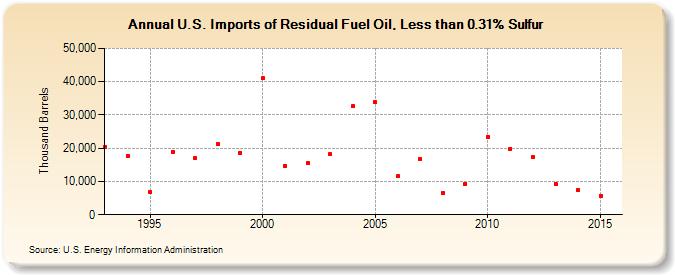 Annual U.S. Imports of Residual Fuel Oil, Less than 0.31% Sulfur
Thousand Barrels
50,000
40,000
30,000
20,000
10,000
0
1995 2000 2005 2010 2015
Source: U.S. Energy Information Administration